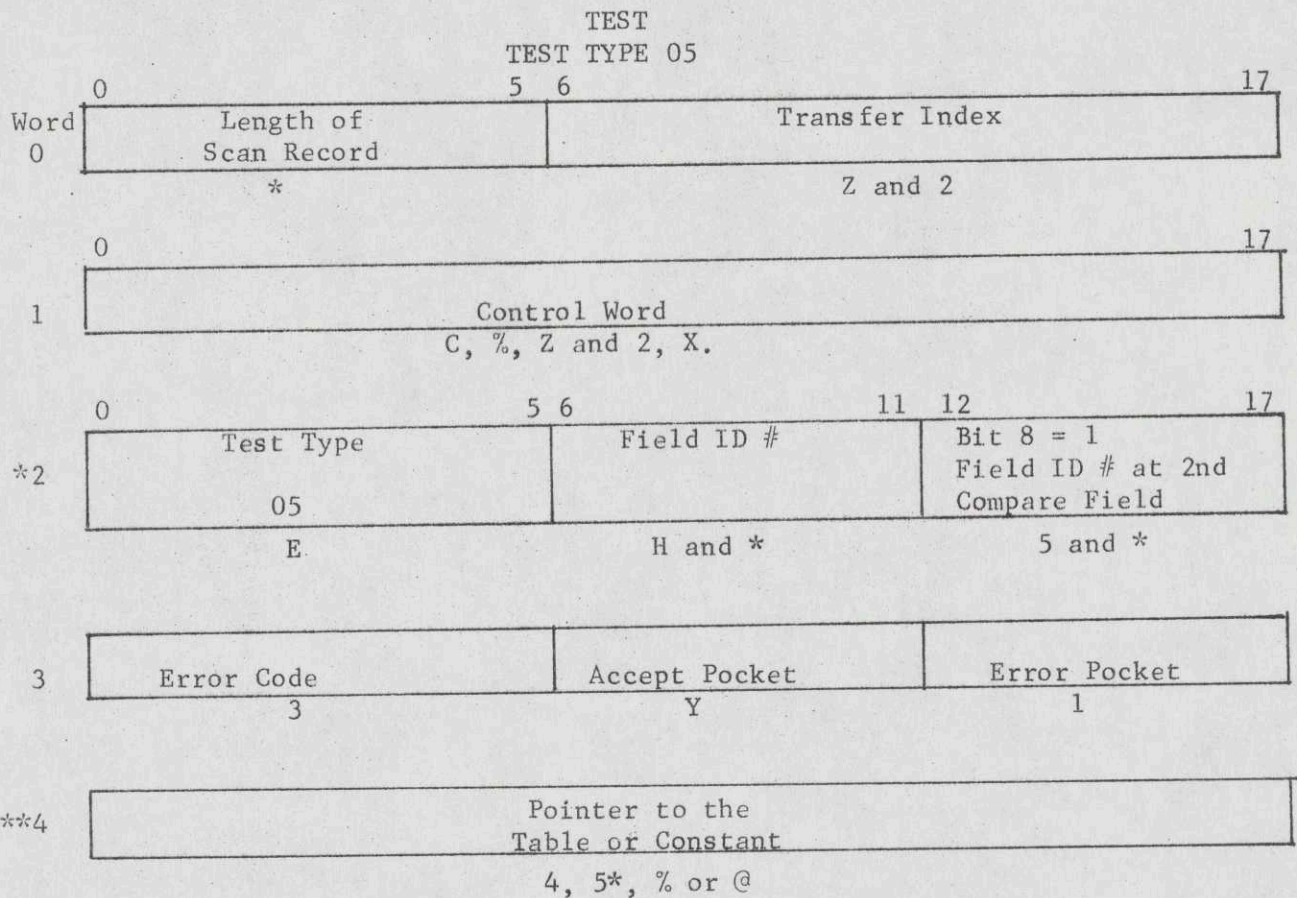 TEST
TEST TYPE 05
0 5 6 17
Word 0
Length of
Scan Record
Transfer Index
*
Z and 2
0 17
1
Control Word
C, %, Z and 2, X.
0 5 6 11 12 17
*2
Test Type
05
Field ID #
Bit 8 = 1
Field ID # at 2nd
Compare Field
E
H and *
5 and *
3
Error Code
Accept Pocket
Error Pocket
3
Y
1
**4
Pointer to the
Table or Constant
4, 5*, % or @